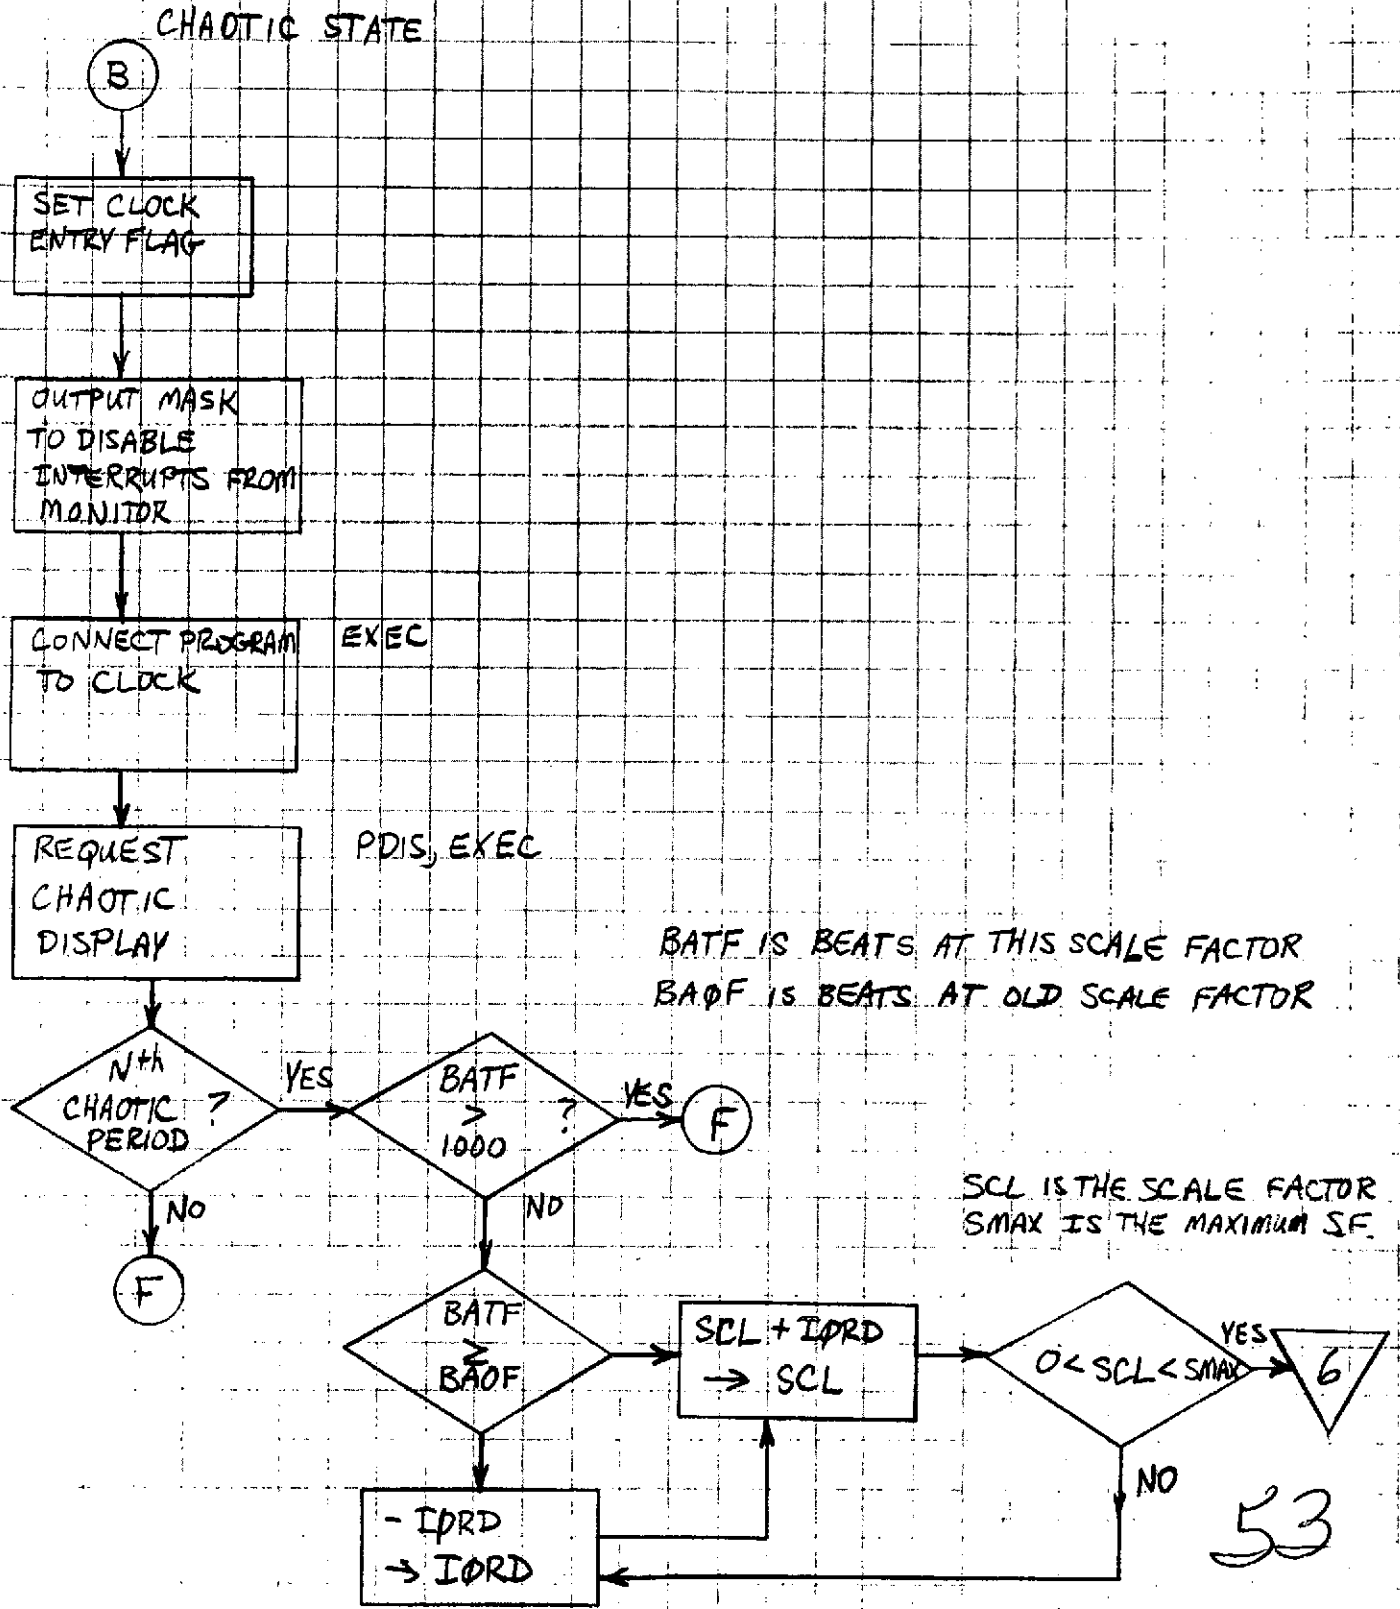 CHAOTIC STATE
B
SET CLOCK
ENTRY FLAG
OUTPUT MASK
TO DISABLE
INTERRUPTS FROM
MONITOR
CONNECT PROGRAM
TO CLOCK
EXEC
REQUEST
CHAOTIC
DISPLAY
PDIS, EXEC
BATF IS BEATS AT THIS SCALE FACTOR
BAØF IS BEATS AT OLD SCALE FACTOR
Nth
CHAOTIC ?
PERIOD
YES
BATF
> ?
1000
YES
F
NO
F
NO
SCL IS THE SCALE FACTOR
SMAX IS THE MAXIMUM SF.
BATF
≥
BAOF
SCL + IØRD
→ SCL
0 < SCL < SMAX
YES
6
NO
- IØRD
→ IØRD
53